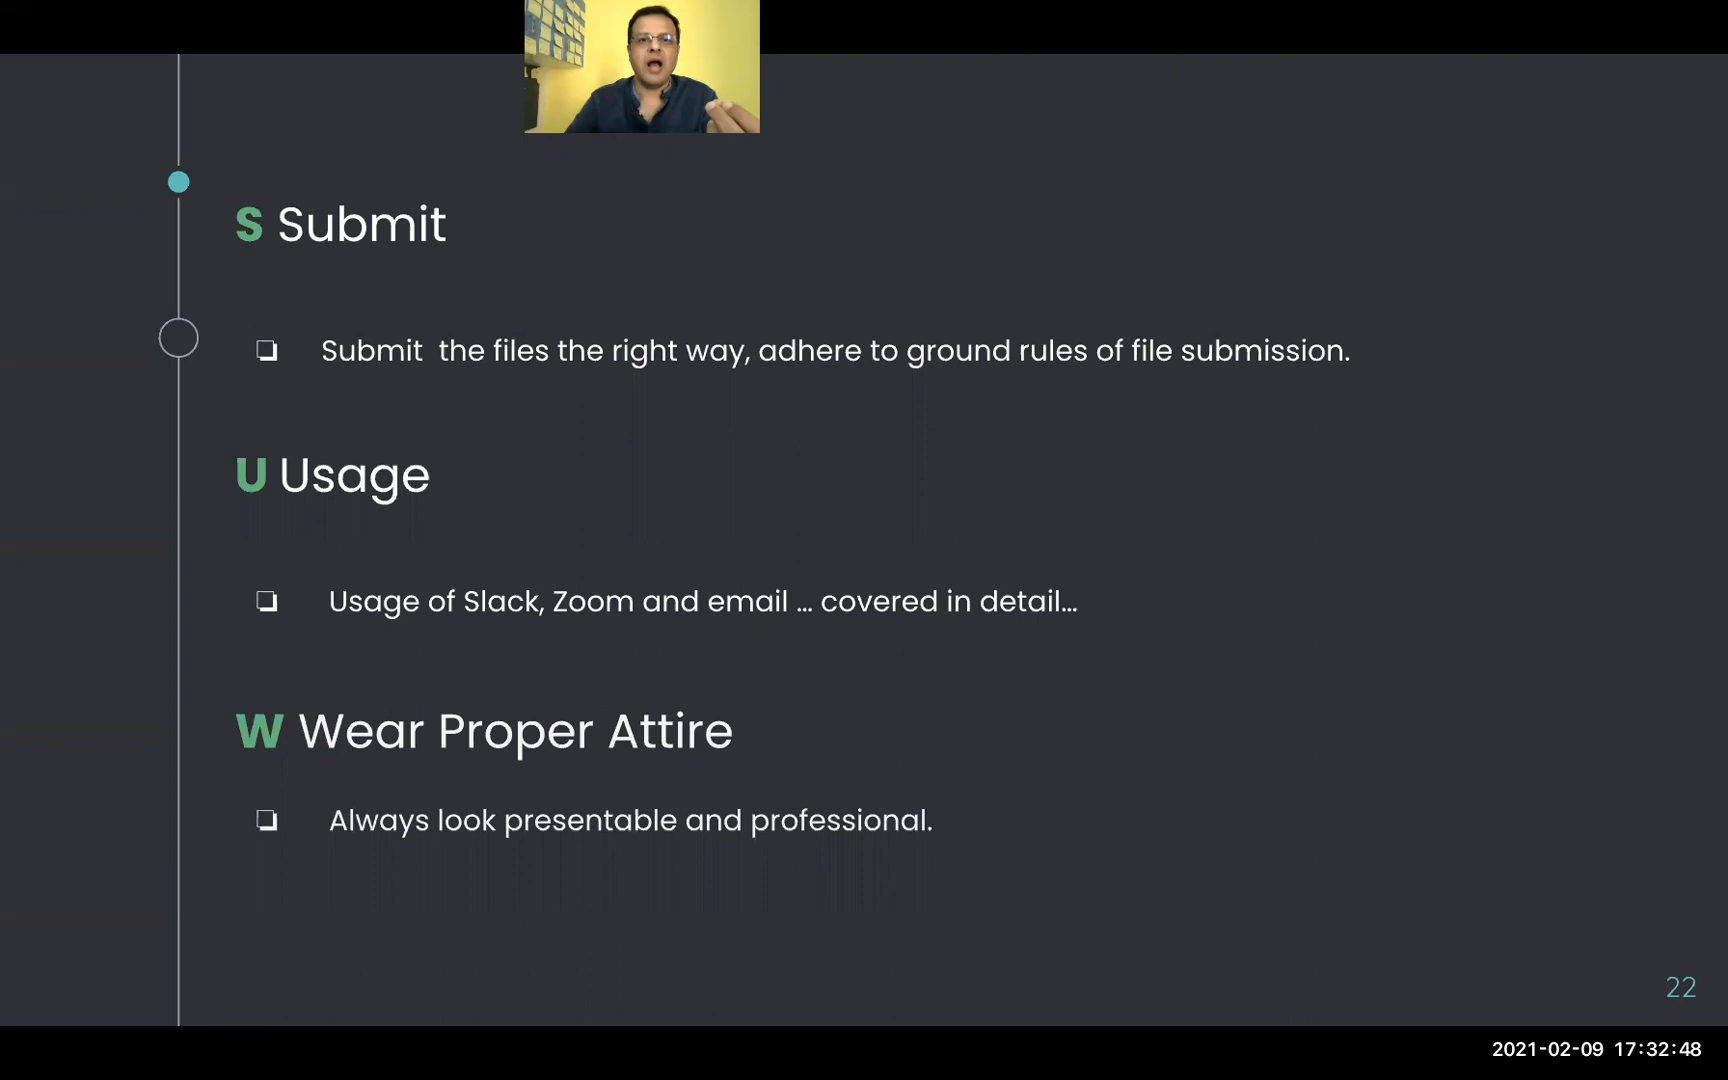 S Submit
❏ Submit  the files the right way, adhere to ground rules of file submission.
U Usage
❏ Usage of Slack, Zoom and email ... covered in detail...
W Wear Proper Attire
❏ Always look presentable and professional.
22
2021-02-09 17:32:48